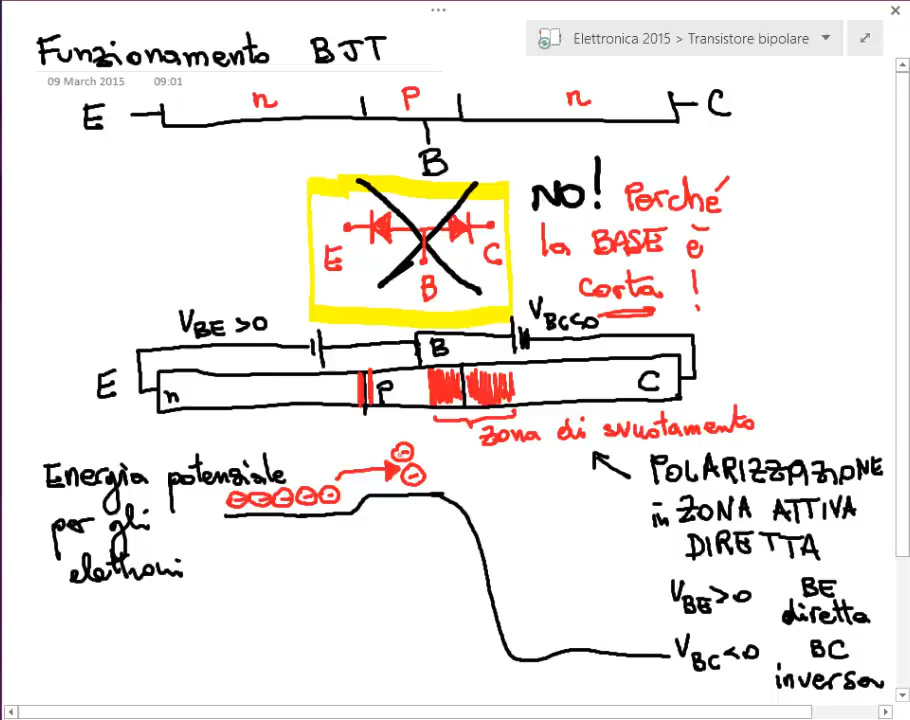 Elettronica 2015 > Transistore bipolare
Funzionamento BJT
09 March 2015 09:01
n P n
E C
B
NO! Perché
la BASE è
corta !
E C
B
VBE >0
VBC<0
B
E n P C
zona di svuotamento
Energia potenziale
per gli
elettroni
POLARIZZAZIONE
in ZONA ATTIVA
DIRETTA
VBE>0 BE
diretta
VBC<0 BC
inversa